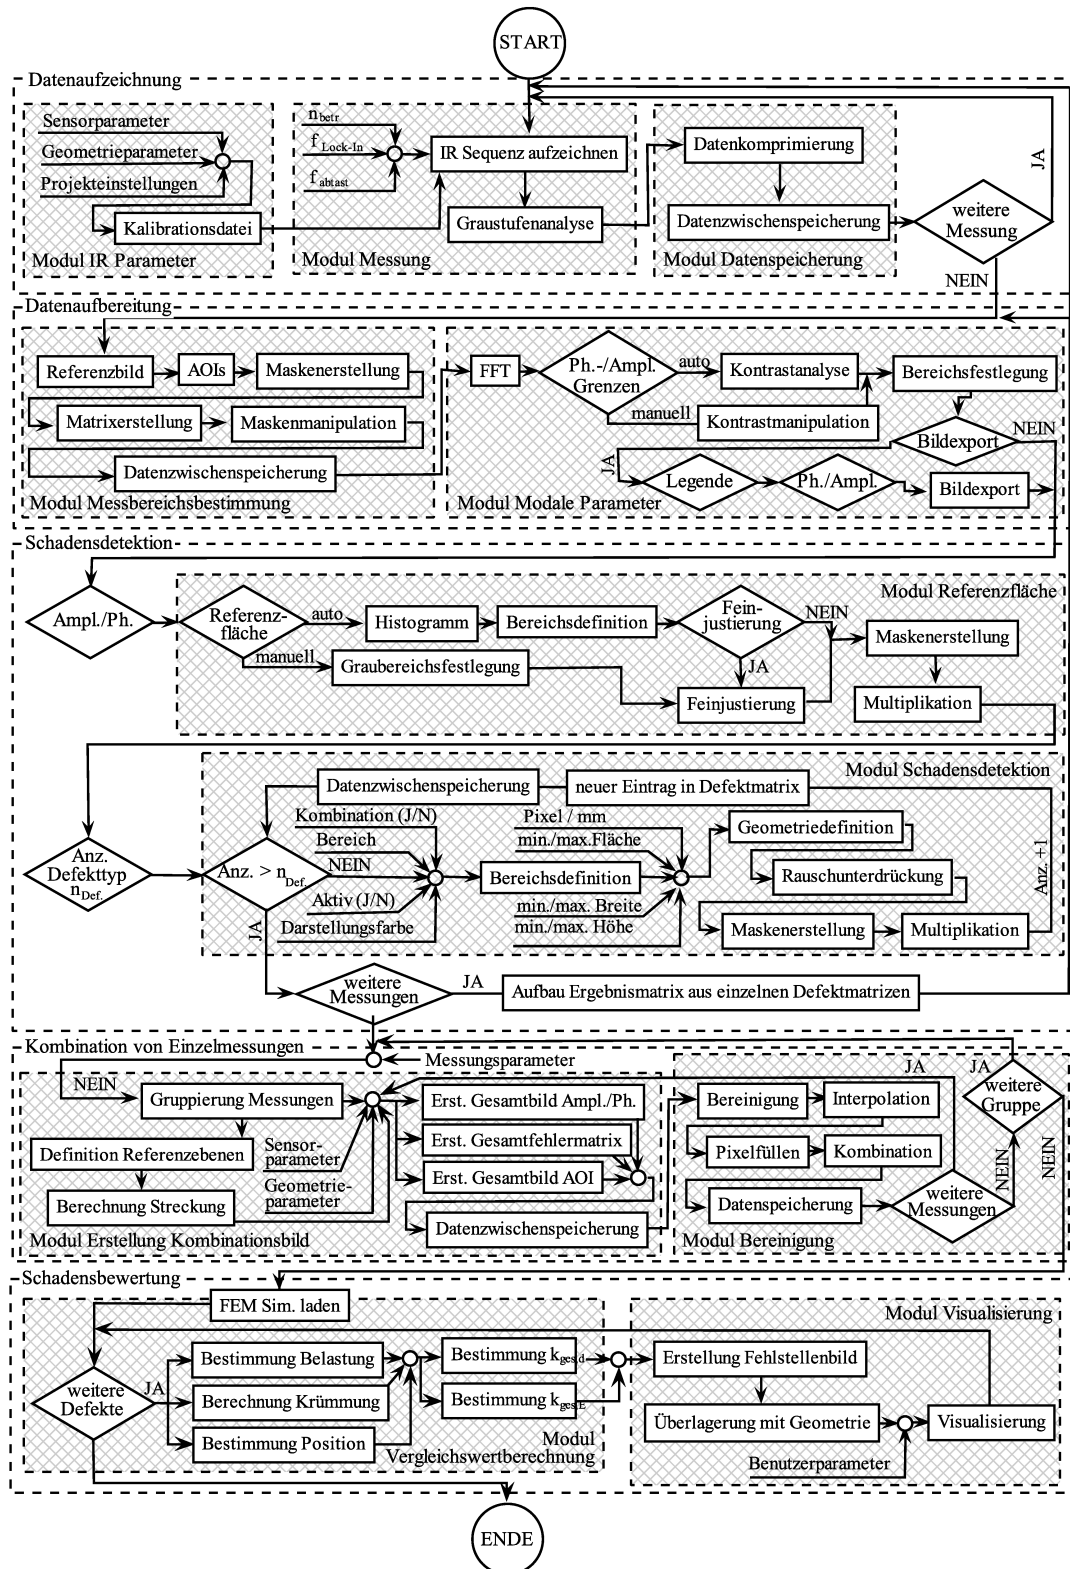 START
Datenaufzeichnung
Sensorparameter
Geometrieparameter
Projekteinstellungen
Kalibrationsdatei
Modul IR Parameter
n betr
f Lock-In
f abtast
IR Sequenz aufzeichnen
Graustufenanalyse
Modul Messung
Datenkomprimierung
Datenzwischenspeicherung
Modul Datenspeicherung
weitere
Messung
JA
NEIN
Datenaufbereitung
Referenzbild
AOIs
Maskenerstellung
Matrixerstellung
Maskenmanipulation
Datenzwischenspeicherung
Modul Messbereichsbestimmung
FFT
Ph.-/Ampl.
Grenzen
auto
Kontrastanalyse
Bereichsfestlegung
manuell
Kontrastmanipulation
Bildexport
NEIN
JA
Legende
Ph./Ampl.
Bildexport
Modul Modale Parameter
Schadensdetektion
Ampl./Ph.
Modul Referenzfläche
Referenz-
fläche
auto
Histogramm
Bereichsdefinition
Fein-
justierung
NEIN
Maskenerstellung
manuell
Graubereichsfestlegung
JA
Feinjustierung
Multiplikation
Modul Schadensdetektion
Datenzwischenspeicherung
neuer Eintrag in Defektmatrix
Anz.
Defekttyp
n Def.
Anz. > n Def.
Kombination (J/N)
Bereich
NEIN
Aktiv (J/N)
Darstellungsfarbe
Bereichsdefinition
Pixel / mm
min./max.Fläche
min./max. Breite
min./max. Höhe
Geometriedefinition
Rauschunterdrückung
Maskenerstellung
Multiplikation
Anz. +1
JA
weitere
Messungen
JA
Aufbau Ergebnismatrix aus einzelnen Defektmatrizen
Kombination von Einzelmessungen
Messungsparameter
NEIN
Gruppierung Messungen
Definition Referenzebenen
Berechnung Streckung
Sensor-
parameter
Geometrie-
parameter
Erst. Gesamtbild Ampl./Ph.
Erst. Gesamtfehlermatrix
Erst. Gesamtbild AOI
Datenzwischenspeicherung
Modul Erstellung Kombinationsbild
JA
JA
Bereinigung
Interpolation
Pixelfüllen
Kombination
Datenspeicherung
weitere
Messungen
weitere
Gruppe
NEIN
NEIN
Modul Bereinigung
Schadensbewertung
FEM Sim. laden
weitere
Defekte
JA
Bestimmung Belastung
Berechnung Krümmung
Bestimmung Position
Bestimmung k ges,d
Bestimmung k ges,E
Modul
Vergleichswertberechnung
Modul Visualisierung
Erstellung Fehlstellenbild
Überlagerung mit Geometrie
Visualisierung
Benutzerparameter
ENDE